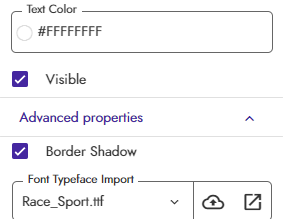 Text Color
#FFFFFFFF
Visible
Advanced properties
Border Shadow
Font Typeface Import
Race_Sport.ttf